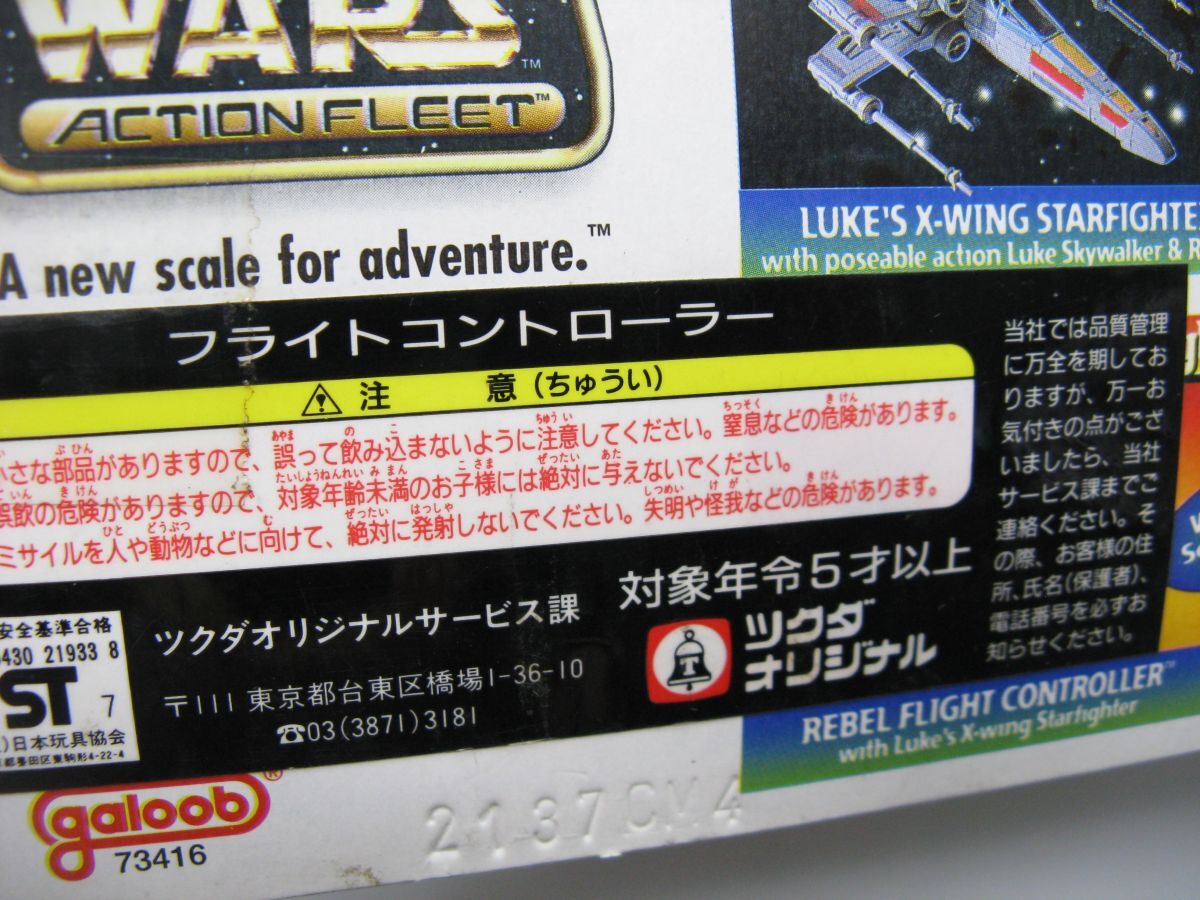 WARS™
ACTION FLEET™
A new scale for adventure.™
LUKE'S X-WING STARFIGHTE
with poseable action Luke Skywalker & R
フライトコントローラー
⚠注 意(ちゅうい)
小さな部品がありますので、誤って飲み込まないように注意してください。窒息などの危険があります。
誤飲の危険がありますので、対象年齢未満のお子様には絶対に与えないでください。
ミサイルを人や動物などに向けて、絶対に発射しないでください。失明や怪我などの危険があります。
当社では品質管理
に万全を期してお
りますが、万一お
気付きの点がござ
いましたら、当社
サービス課までご
連絡ください。そ
の際、お客様の住
所、氏名(保護者)、
電話番号を必ずお
知らせください。
対象年令5才以上
ツクダ
オリジナル
安全基準合格
430 21933 8
ST 7
日本玩具協会
ツクダオリジナルサービス課
〒111 東京都台東区橋場1-36-10
☎03(3871)3181
REBEL FLIGHT CONTROLLER™
with Luke's X-wing Starfighter
galoob®
73416
2137CM4